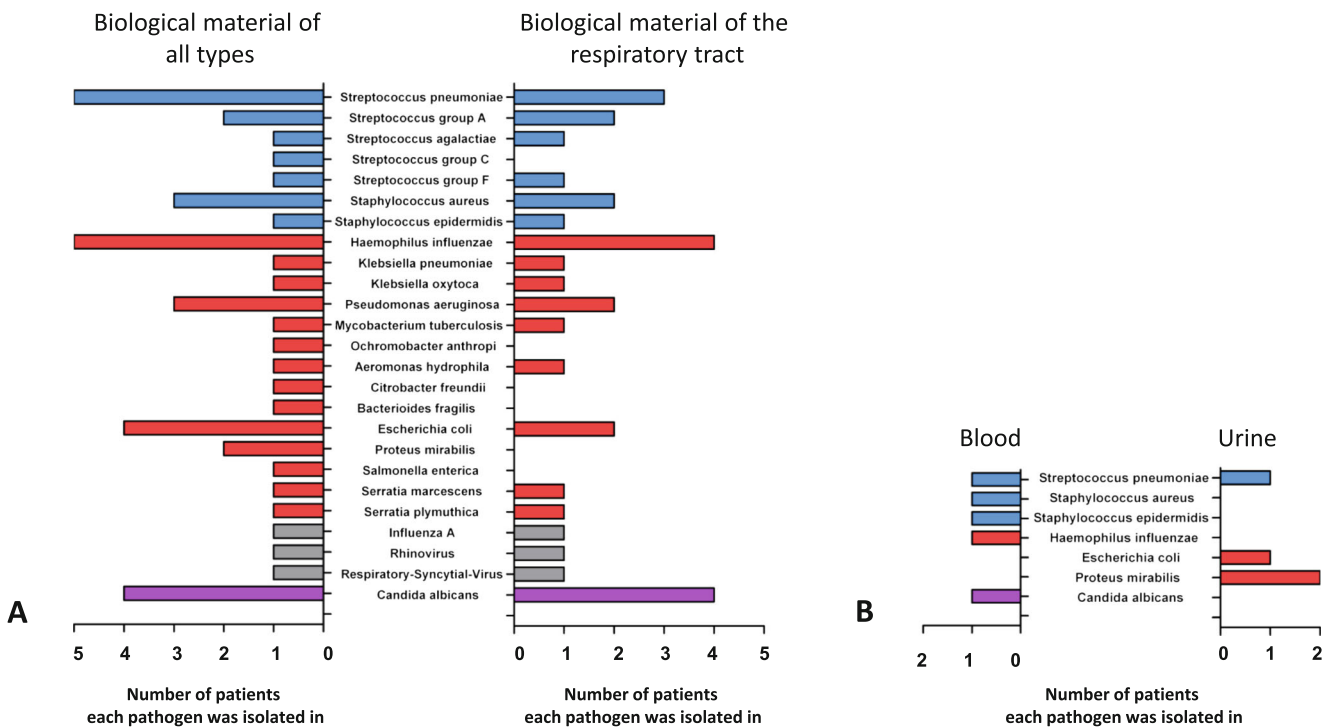 Biological material of
all types
Biological material of the
respiratory tract
Streptococcus pneumoniae
Streptococcus group A
Streptococcus agalactiae
Streptococcus group C
Streptococcus group F
Staphylococcus aureus
Staphylococcus epidermidis
Haemophilus influenzae
Klebsiella pneumoniae
Klebsiella oxytoca
Pseudomonas aeruginosa
Mycobacterium tuberculosis
Ochromobacter anthropi
Aeromonas hydrophila
Citrobacter freundii
Bacterioides fragilis
Escherichia coli
Proteus mirabilis
Salmonella enterica
Serratia marcescens
Serratia plymuthica
Influenza A
Rhinovirus
Respiratory-Syncytial-Virus
Candida albicans
A
5 4 3 2 1 0
0 1 2 3 4 5
Number of patients
each pathogen was isolated in
Number of patients
each pathogen was isolated in
Blood
Urine
Streptococcus pneumoniae
Staphylococcus aureus
Staphylococcus epidermidis
Haemophilus influenzae
Escherichia coli
Proteus mirabilis
Candida albicans
B
2 1 0
0 1 2
Number of patients
each pathogen was isolated in